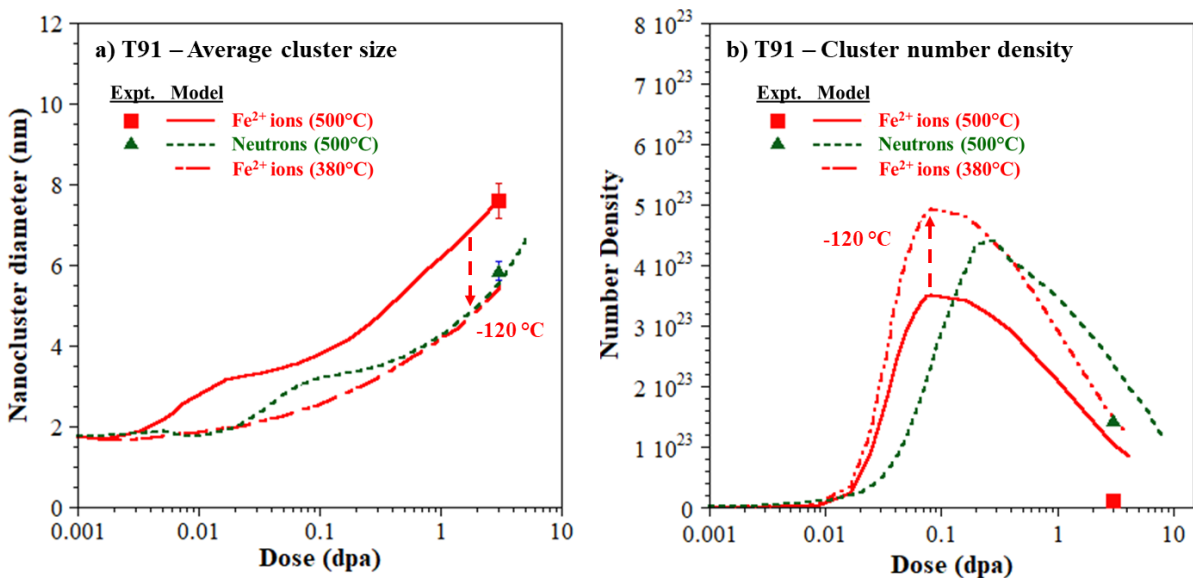 a) T91 – Average cluster size
Expt. Model
Fe²⁺ ions (500°C)
Neutrons (500°C)
Fe²⁺ ions (380°C)
-120 °C
Nanocluster diameter (nm)
12
10
8
6
4
2
0
0.001
0.01
0.1
1
10
Dose (dpa)
b) T91 – Cluster number density
Expt. Model
Fe²⁺ ions (500°C)
Neutrons (500°C)
Fe²⁺ ions (380°C)
-120 °C
Number Density
8 10²³
7 10²³
6 10²³
5 10²³
4 10²³
3 10²³
2 10²³
1 10²³
0
0.001
0.01
0.1
1
10
Dose (dpa)